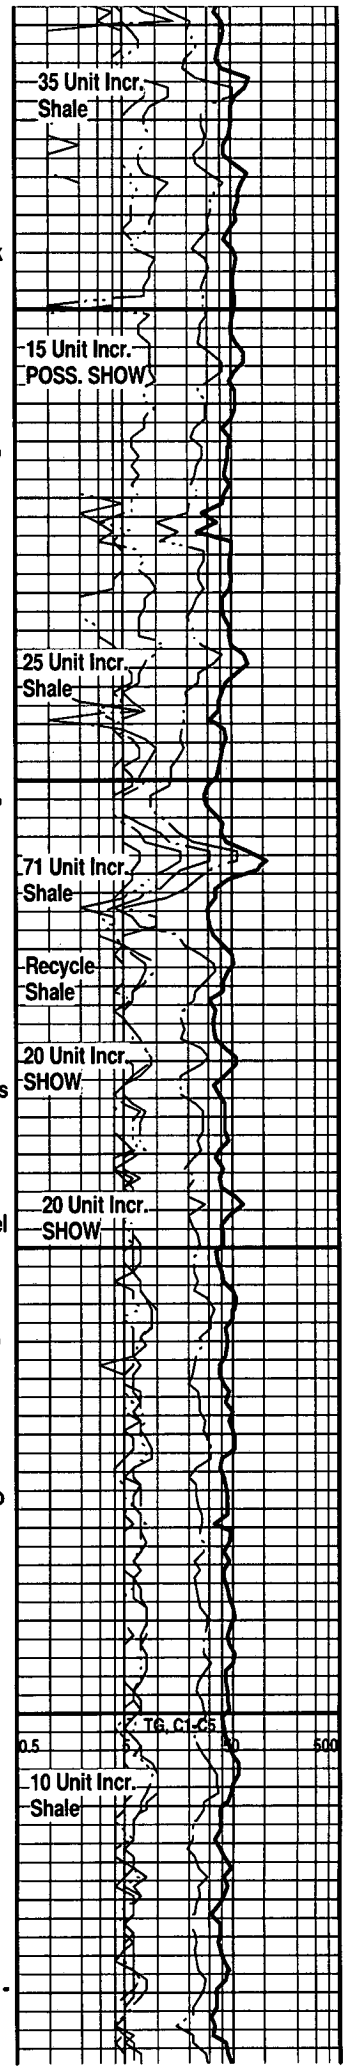 35 Unit Incr.
Shale
15 Unit Incr.
POSS. SHOW
25 Unit Incr.
Shale
71 Unit Incr.
Shale
Recycle
Shale
20 Unit Incr.
SHOW
20 Unit Incr.
SHOW
TG, C1-C5
0.5 5 50 500
10 Unit Incr.
Shale